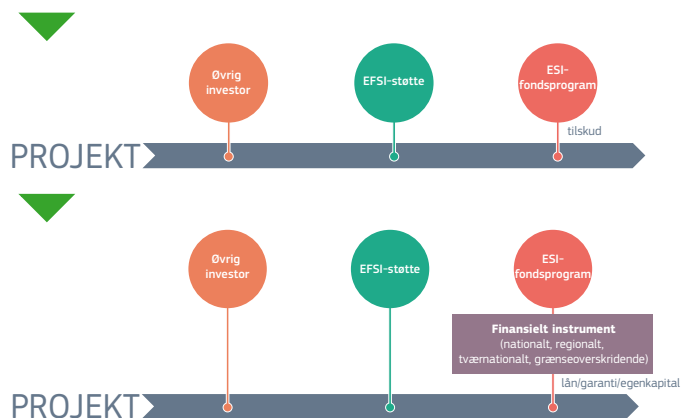 Øvrig
investor
EFSI-støtte
ESI-
fondsprogram
tilskud
PROJEKT
Øvrig
investor
EFSI-støtte
ESI-
fondsprogram
Finansielt instrument
(nationalt, regionalt,
tværnationalt, grænseoverskridende)
lån/garanti/egenkapital
PROJEKT